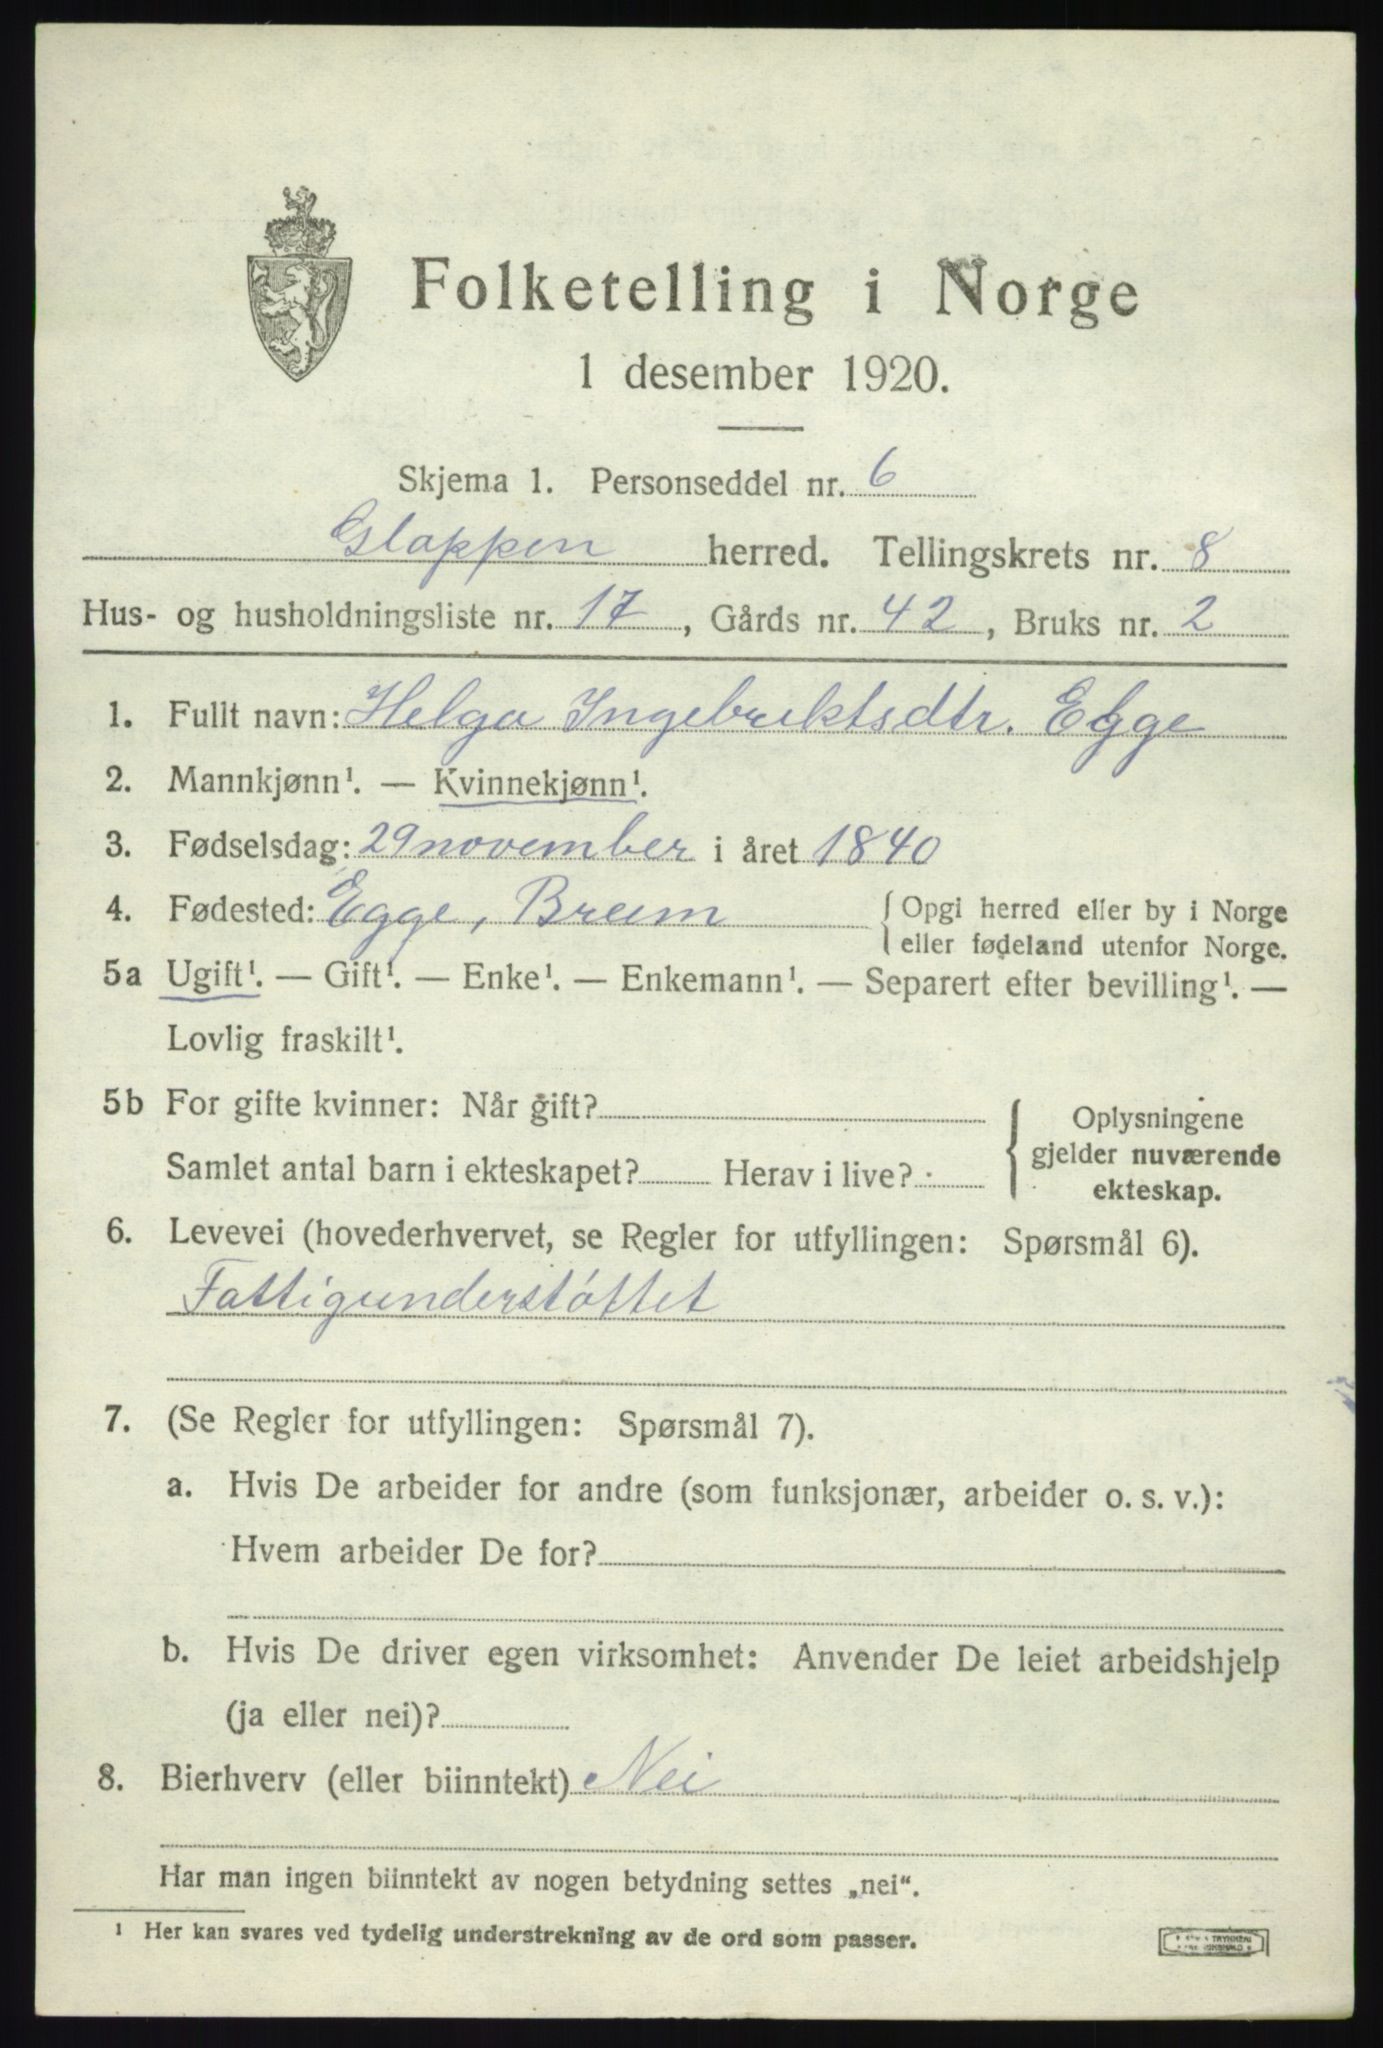 Folketelling i Norge
1 desember 1920.
Skjema 1. Personseddel nr. 6
Gloppen herred. Tellingskrets nr. 8
Hus- og husholdningsliste nr. 17, Gårds nr. 42, Bruks nr. 2
1. Fullt navn: Helga Ingebrektsdtr. Egge
2. Mannkjønn¹. — Kvinnekjønn¹.
3. Fødselsdag: 29 november i året 1840
4. Fødested: Egge, Breim { Opgi herred eller by i Norge
{ eller fødeland utenfor Norge.
5a Ugift¹. — Gift¹. — Enke¹. — Enkemann¹. — Separert efter bevilling¹. —
Lovlig fraskilt¹.
5b For gifte kvinner: Når gift?
Samlet antal barn i ekteskapet? Herav i live?
{ Oplysningene
gjelder nuværende
ekteskap.
6. Levevei (hovederhvervet, se Regler for utfyllingen: Spørsmål 6).
Fattigunderstóttet
7. (Se Regler for utfyllingen: Spørsmål 7).
a. Hvis De arbeider for andre (som funksjonær, arbeider o. s. v.):
Hvem arbeider De for?
b. Hvis De driver egen virksomhet: Anvender De leiet arbeidshjelp
(ja eller nei)?
8. Bierhverv (eller biinntekt) Nei
Har man ingen biinntekt av nogen betydning settes „nei“.
¹ Her kan svares ved tydelig understrekning av de ord som passer.